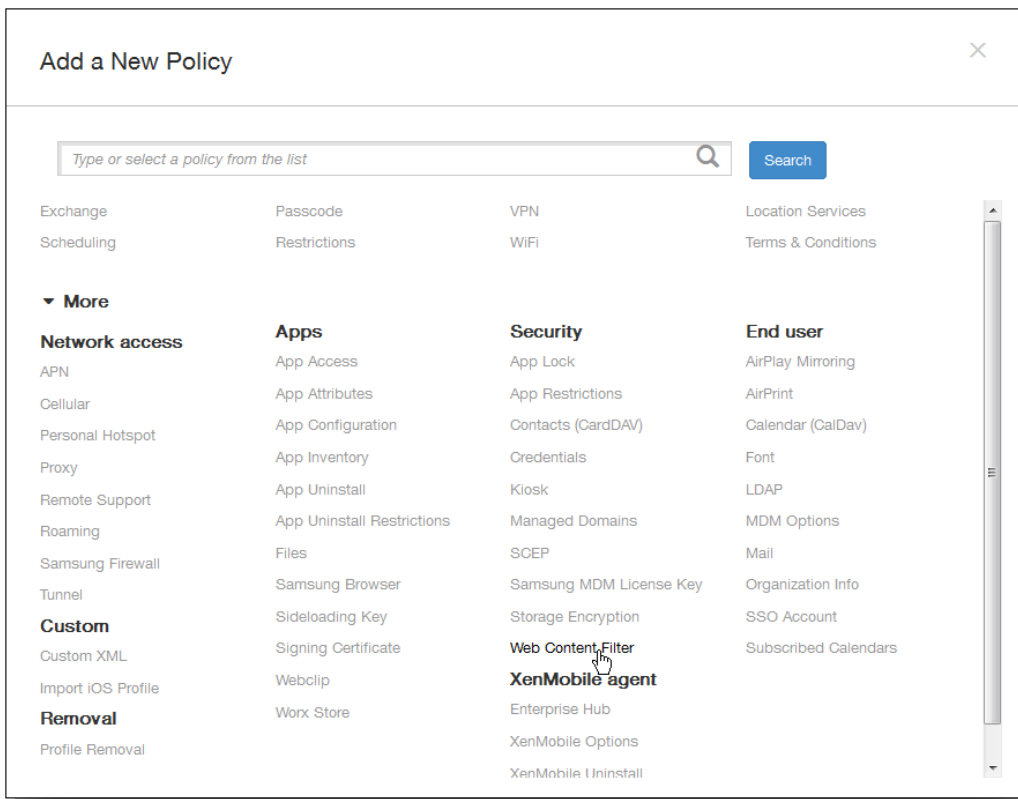 Add a New Policy
Type or select a policy from the list
Search
Exchange
Passcode
VPN
Location Services
Scheduling
Restrictions
WiFi
Terms & Conditions
More
Network access
APN
Cellular
Personal Hotspot
Proxy
Remote Support
Roaming
Samsung Firewall
Tunnel
Custom
Custom XML
Import iOS Profile
Removal
Profile Removal
Apps
App Access
App Attributes
App Configuration
App Inventory
App Uninstall
App Uninstall Restrictions
Files
Samsung Browser
Sideloading Key
Signing Certificate
Webclip
Worx Store
Security
App Lock
App Restrictions
Contacts (CardDAV)
Credentials
Kiosk
Managed Domains
SCEP
Samsung MDM License Key
Storage Encryption
Web Content Filter
XenMobile agent
Enterprise Hub
XenMobile Options
XenMobile Uninstall
End user
AirPlay Mirroring
AirPrint
Calendar (CalDav)
Font
LDAP
MDM Options
Mail
Organization Info
SSO Account
Subscribed Calendars